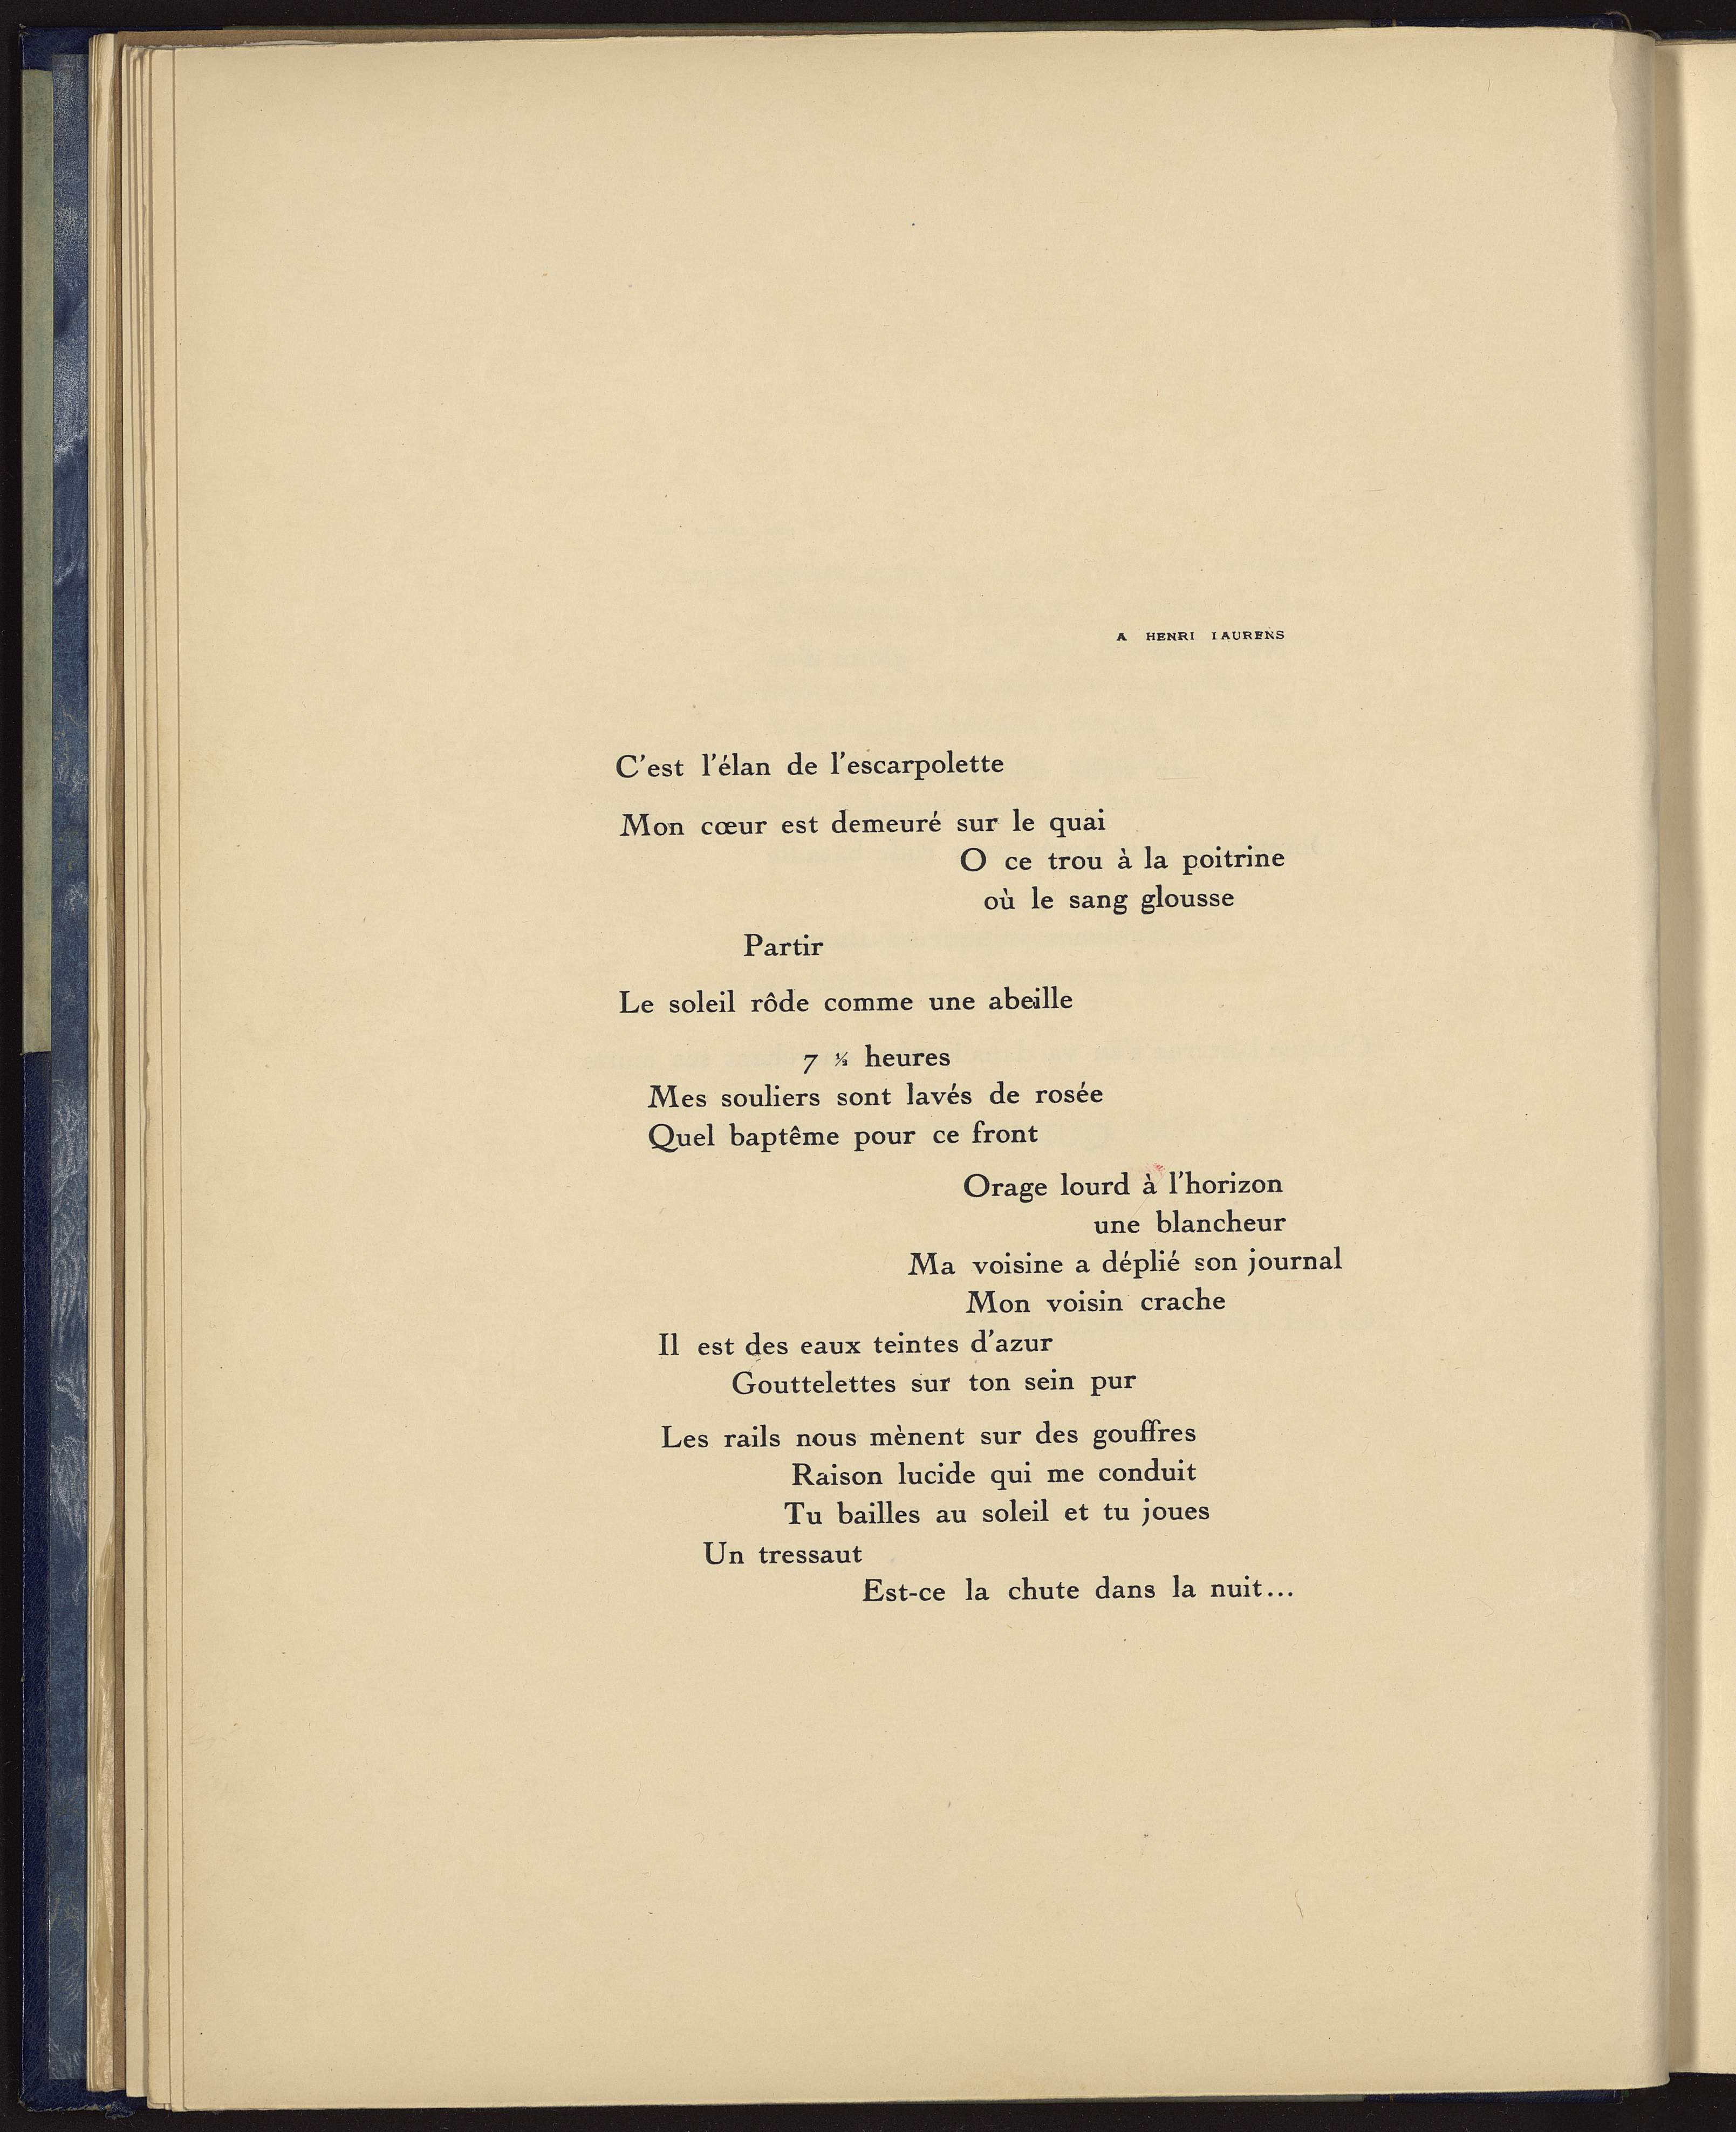 A HENRI LAURENS
C'est l'élan de l'escarpolette
Mon cœur est demeuré sur le quai
O ce trou à la poitrine
où le sang glousse
Partir
Le soleil rôde comme une abeille
7 ½ heures
Mes souliers sont lavés de rosée
Quel baptême pour ce front
Orage lourd à l'horizon
une blancheur
Ma voisine a déplié son journal
Mon voisin crache
Il est des eaux teintes d'azur
Gouttelettes sur ton sein pur
Les rails nous mènent sur des gouffres
Raison lucide qui me conduit
Tu bailles au soleil et tu joues
Un tressaut
Est-ce la chute dans la nuit...